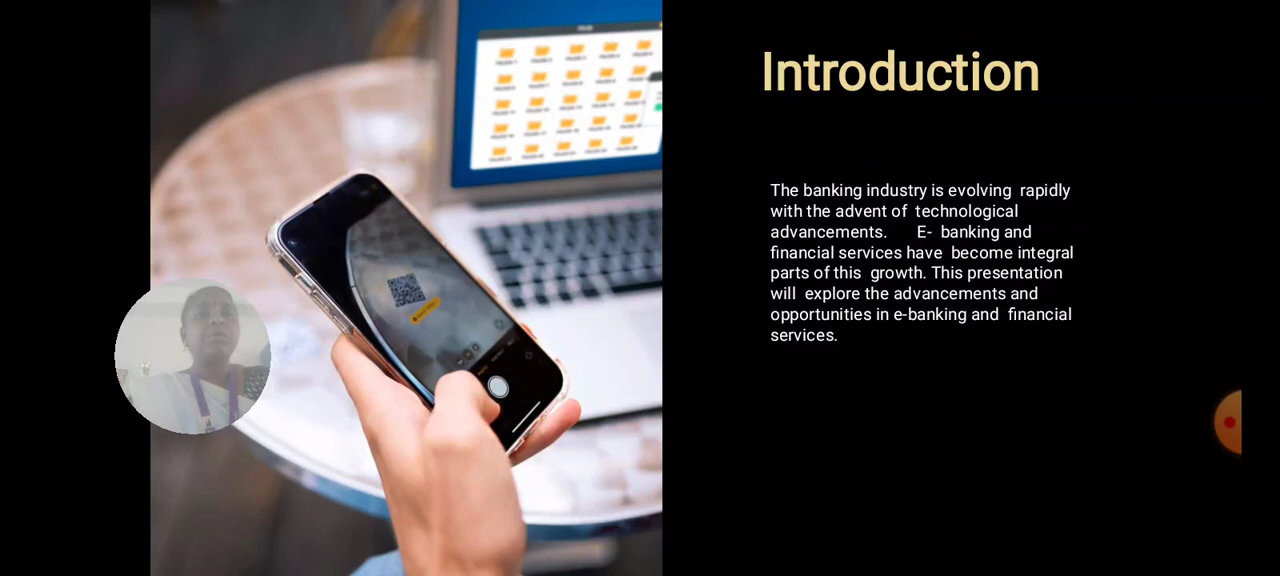 Introduction
The banking industry is evolving rapidly
with the advent of technological
advancements. E- banking and
financial services have become integral
parts of this growth. This presentation
will explore the advancements and
opportunities in e-banking and financial
services.